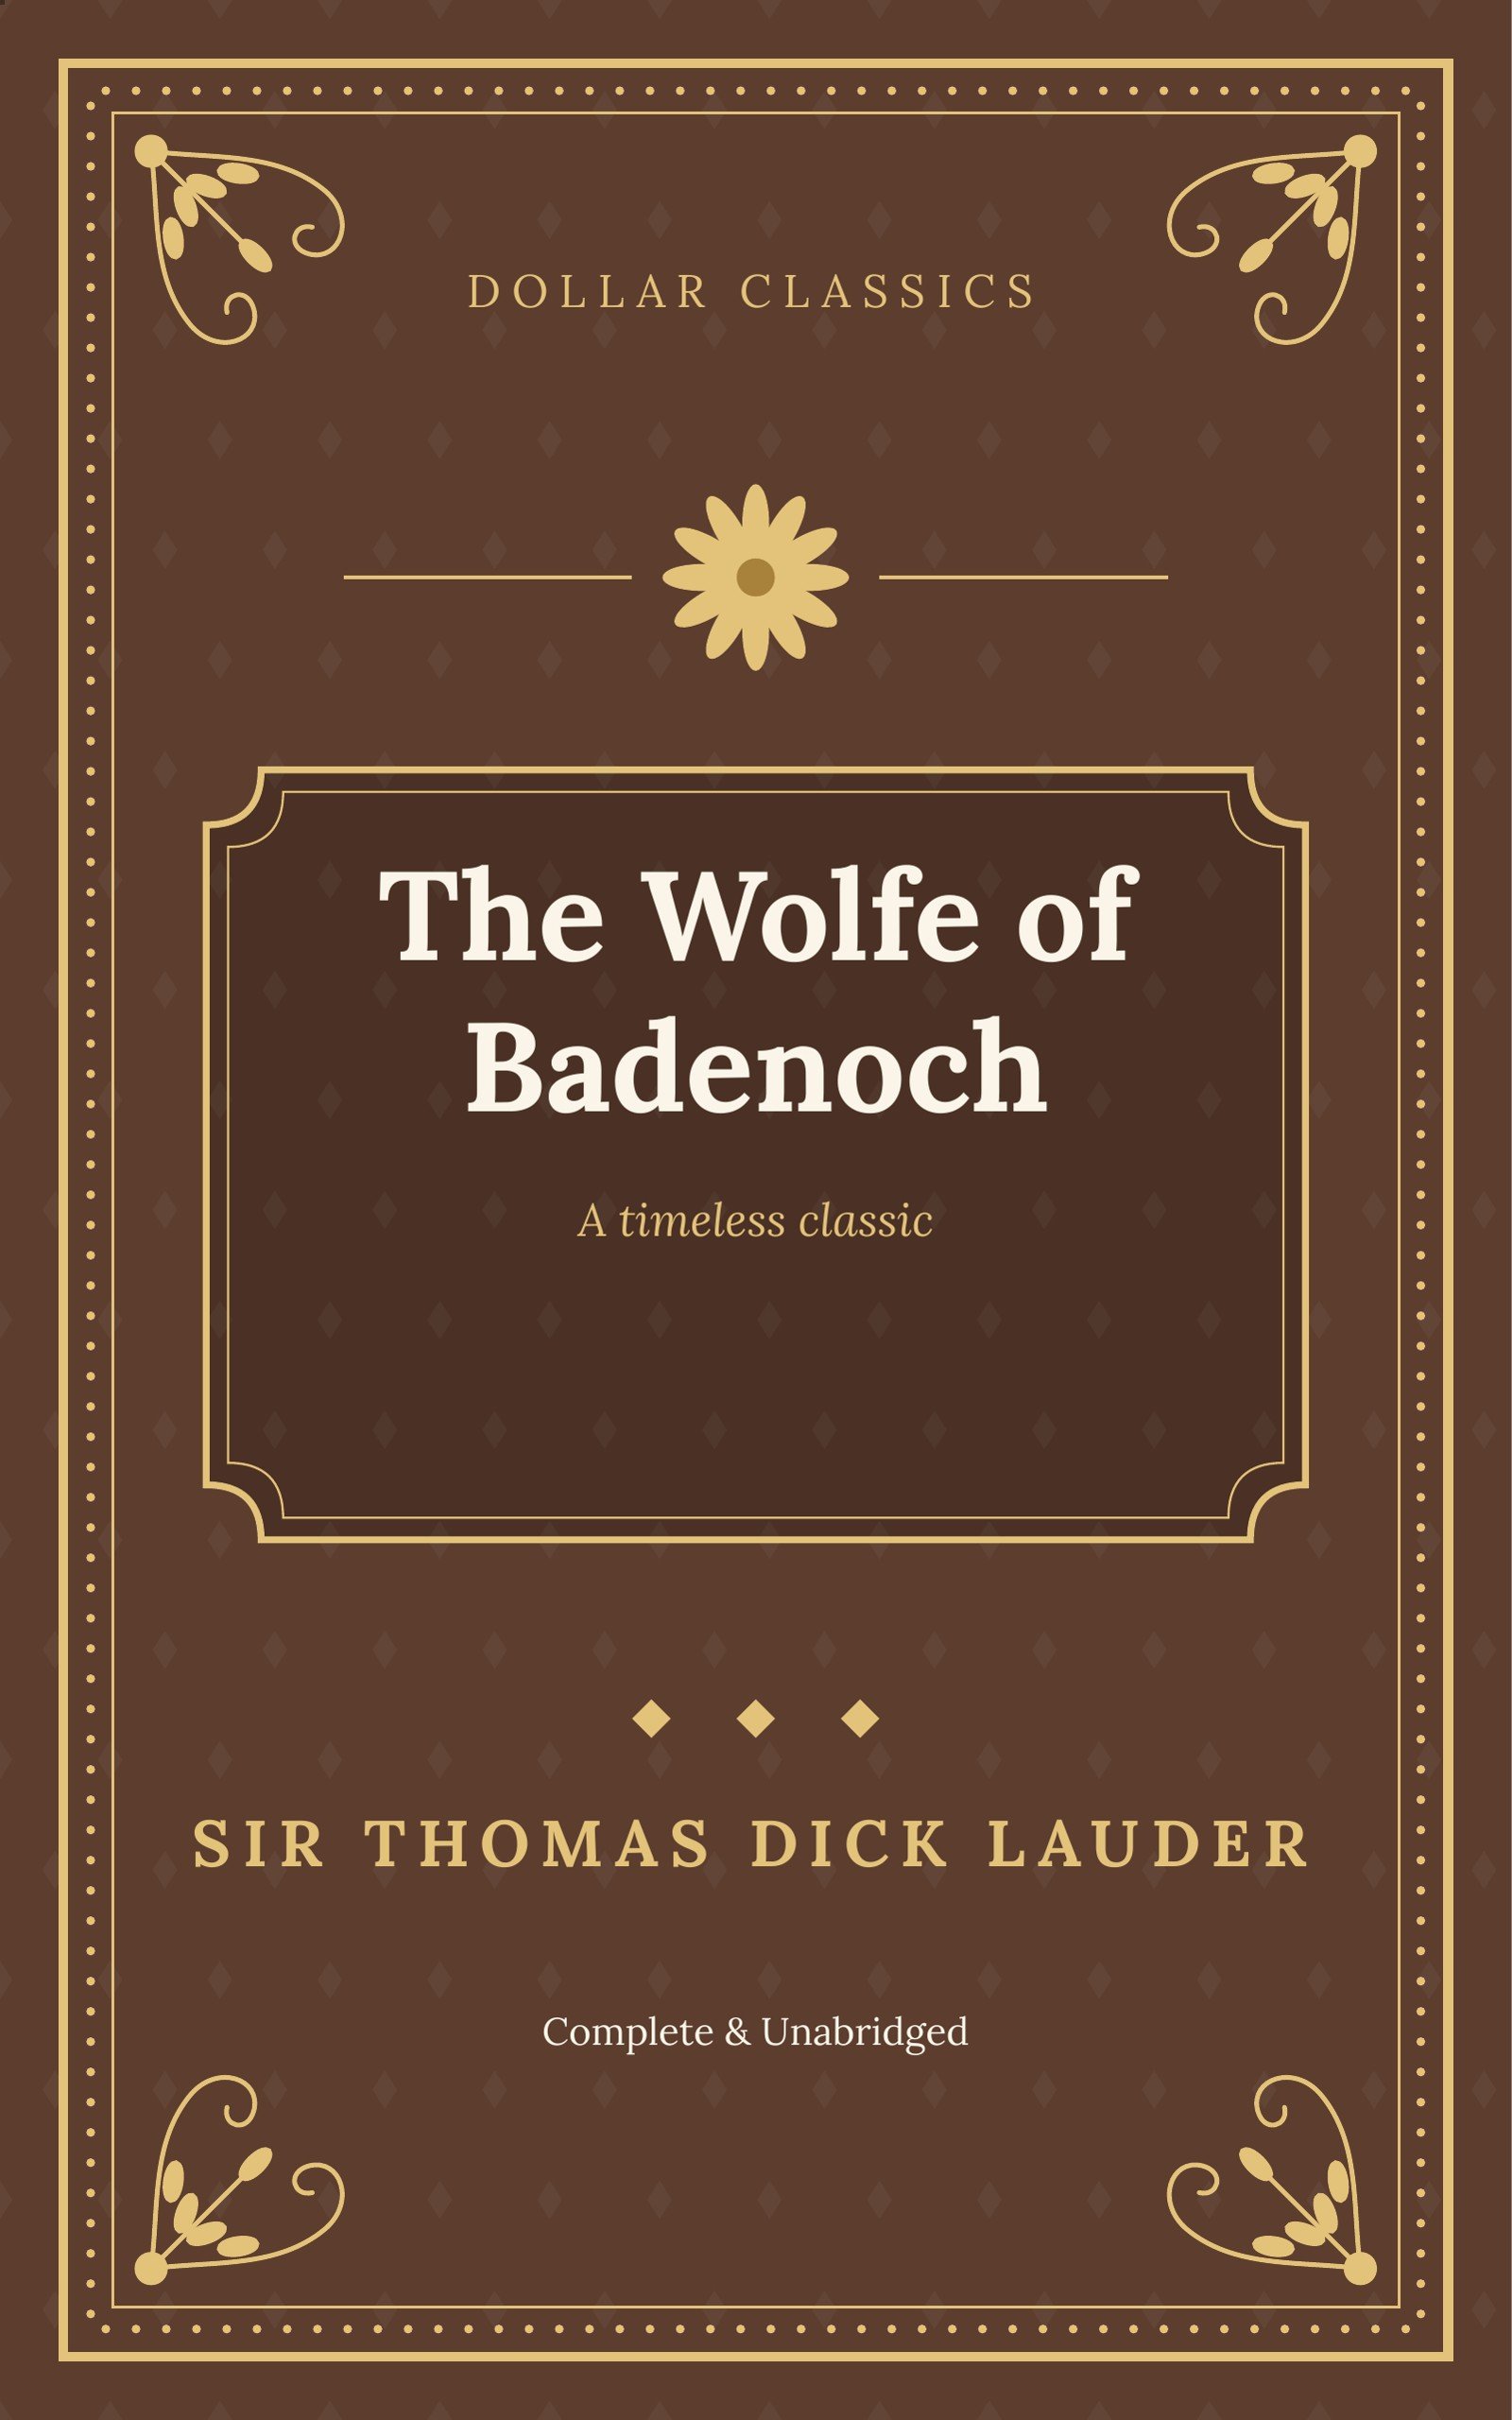 DOLLAR CLASSICS
The Wolfe of
Badenoch
A timeless classic
SIR THOMAS DICK LAUDER
Complete & Unabridged